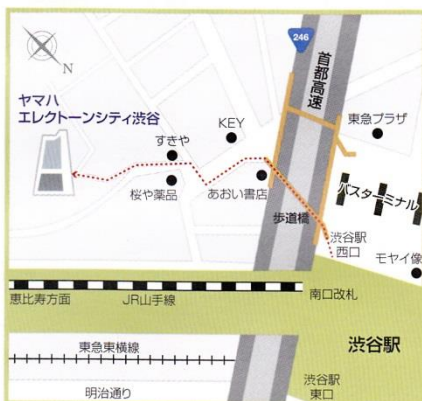 246
首都高速
N
ヤマハ
エレクトーンシティ渋谷
KEY
東急プラザ
すきや
桜や薬品
あおい書店
バスターミナル
歩道橋
渋谷駅
西口
モヤイ像
恵比寿方面
JR山手線
南口改札
渋谷駅
東急東横線
明治通り
渋谷駅
東口